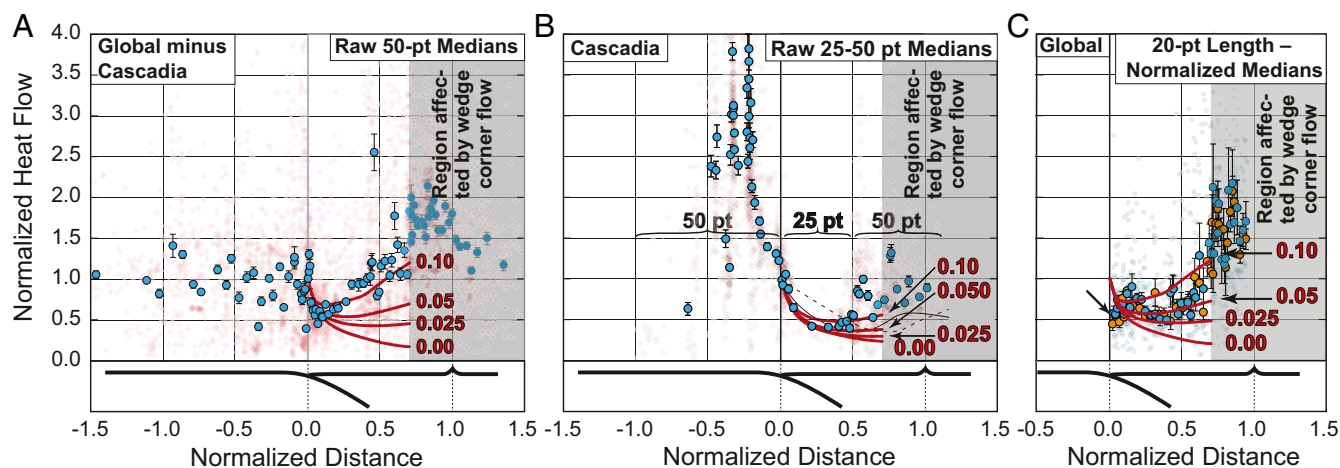 A
Global minus
Cascadia
Raw 50-pt Medians
Region affec-
ted by wedge
corner flow
0.10
0.05
0.025
0.00
Normalized Heat Flow
4.0
3.5
3.0
2.5
2.0
1.5
1.0
0.5
0.0
-1.5
-1.0
-0.5
0.0
0.5
1.0
1.5
Normalized Distance
B
Cascadia
Raw 25-50 pt Medians
Region affec-
ted by wedge
corner flow
50 pt
25 pt
50 pt
0.10
0.050
0.025
0.00
-1.5
-1.0
-0.5
0.0
0.5
1.0
1.5
Normalized Distance
C
Global
20-pt Length –
Normalized Medians
Region affec-
ted by wedge
corner flow
0.10
0.05
0.025
0.00
-0.5
0.0
0.5
1.0
1.5
Normalized Distance